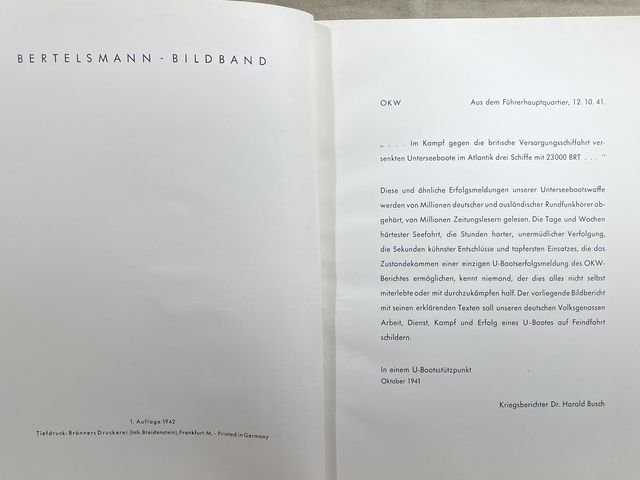 BERTELSMANN - BILDBAND
1. Auflage 1942
Tiefdruck: Brönners Druckerei (Inh. Breidenstein), Frankfurt-M. - Printed in Germany
OKW Aus dem Führerhauptquartier, 12. 10. 41.
„ . . . Im Kampf gegen die britische Versorgungsschiffahrt ver-
senkten Unterseeboote im Atlantik drei Schiffe mit 23000 BRT . . . "
Diese und ähnliche Erfolgsmeldungen unserer Unterseebootswaffe
werden von Millionen deutscher und ausländischer Rundfunkhörer ab-
gehört, von Millionen Zeitungslesern gelesen. Die Tage und Wochen
härtester Seefahrt, die Stunden harter, unermüdlicher Verfolgung,
die Sekunden kühnster Entschlüsse und tapfersten Einsatzes, die das
Zustandekommen einer einzigen U-Bootserfolgsmeldung des OKW-
Berichtes ermöglichen, kennt niemand, der dies alles nicht selbst
miterlebte oder mit durchzukämpfen half. Der vorliegende Bildbericht
mit seinen erklärenden Texten soll unseren deutschen Volksgenossen
Arbeit, Dienst, Kampf und Erfolg eines U-Bootes auf Feindfahrt
schildern.
In einem U-Bootsstützpunkt
Oktober 1941
Kriegsberichter Dr. Harald Busch